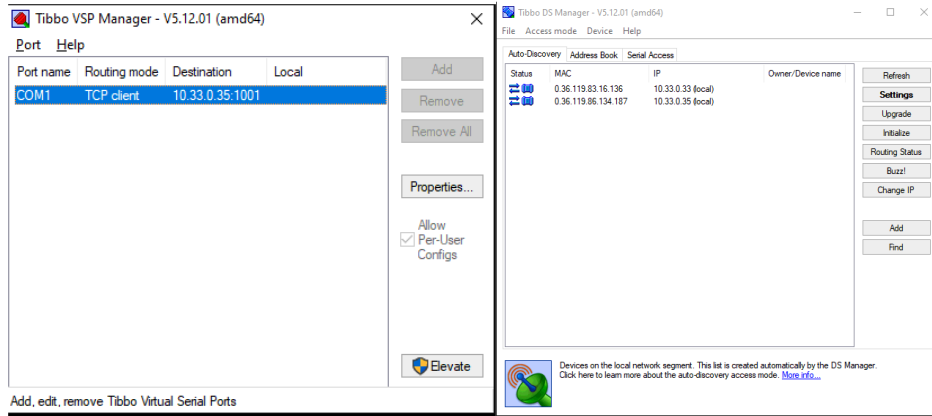 Tibbo VSP Manager - V5.12.01 (amd64)
Port Help
Port name Routing mode Destination Local
COM1 TCP client 10.33.0.35:1001
Add
Remove
Remove All
Properties...
Allow
Per-User
Configs
Elevate
Add, edit, remove Tibbo Virtual Serial Ports
Tibbo DS Manager - V5.12.01 (amd64)
File Access mode Device Help
Auto-Discovery Address Book Serial Access
Status MAC IP Owner/Device name
0.36.119.83.16.136 10.33.0.33 (local)
0.36.119.86.134.187 10.33.0.35 (local)
Refresh
Settings
Upgrade
Initialize
Routing Status
Buzz!
Change IP
Add
Find
Devices on the local network segment. This list is created automatically by the DS Manager.
Click here to learn more about the auto-discovery access mode. More info...